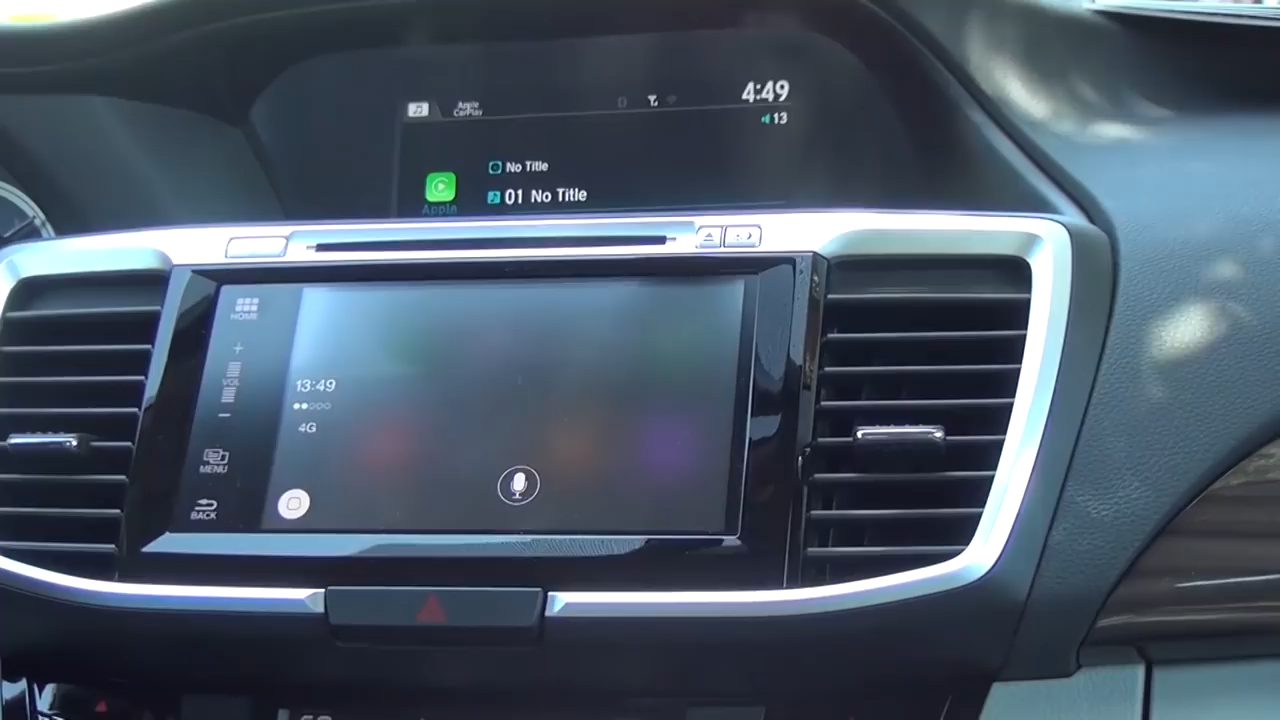 4:49
Apple
CarPlay
13
No Title
01 No Title
Apple
HOME
+
VOL
-
13:49
4G
MENU
BACK